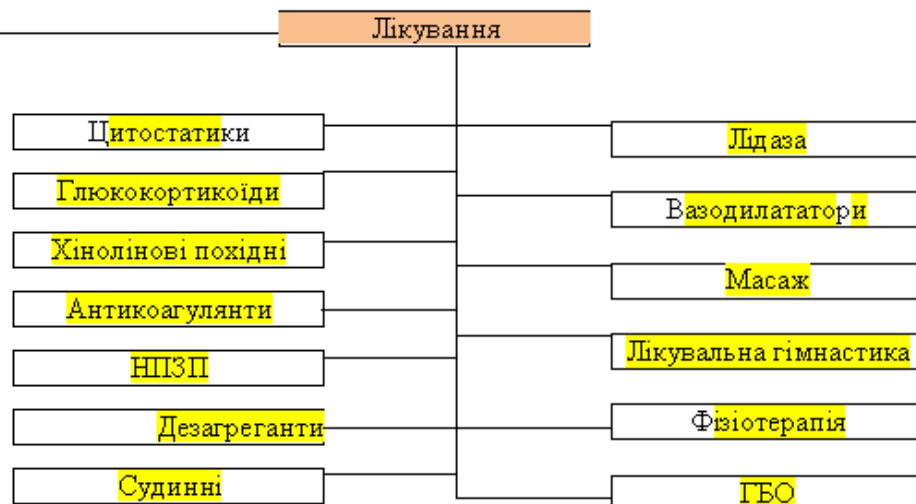 Лікування
Цитостатики
Глюкокортикоїди
Хінолінові похідні
Антикоагулянти
НПЗП
Дезагреганти
Судинні
Лідаза
Вазодилататори
Масаж
Лікувальна гімнастика
Фізіотерапія
ГБО